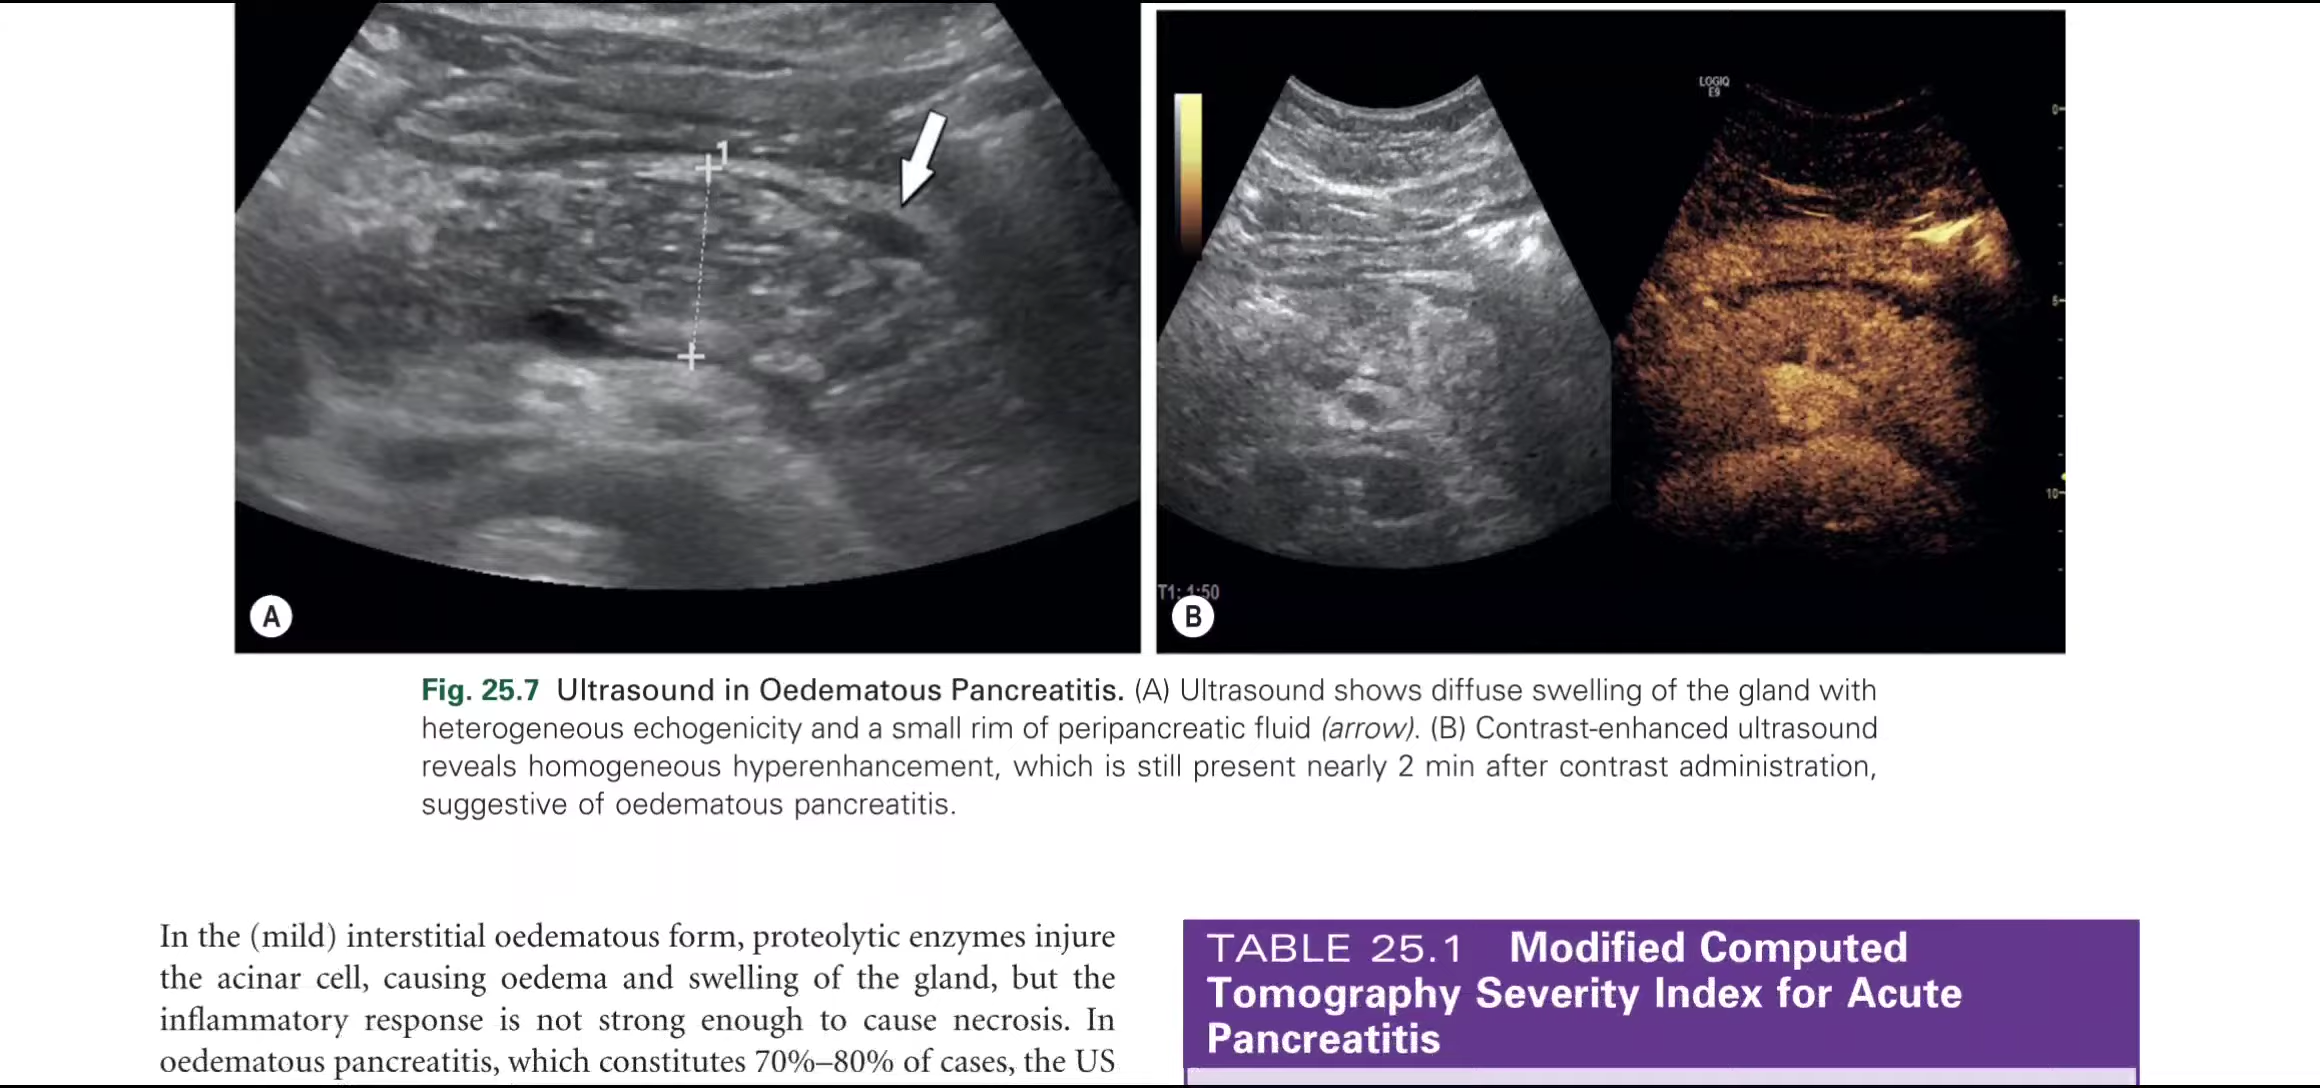 1
LOGIQ
E9
0
5
10
T1: 1:50
A
B
Fig. 25.7 Ultrasound in Oedematous Pancreatitis. (A) Ultrasound shows diffuse swelling of the gland with
heterogeneous echogenicity and a small rim of peripancreatic fluid (arrow). (B) Contrast-enhanced ultrasound
reveals homogeneous hyperenhancement, which is still present nearly 2 min after contrast administration,
suggestive of oedematous pancreatitis.
In the (mild) interstitial oedematous form, proteolytic enzymes injure
the acinar cell, causing oedema and swelling of the gland, but the
inflammatory response is not strong enough to cause necrosis. In
oedematous pancreatitis, which constitutes 70%–80% of cases, the US
TABLE 25.1 Modified Computed
Tomography Severity Index for Acute
Pancreatitis